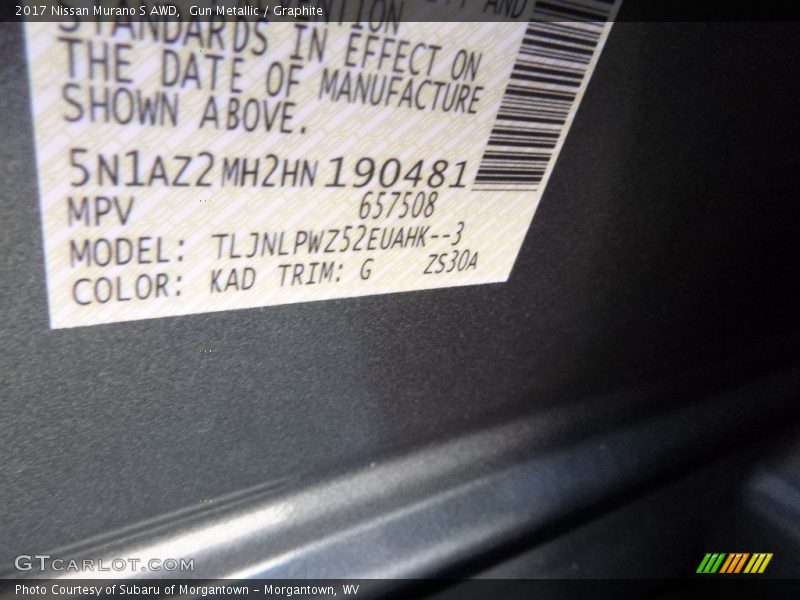 2017 Nissan Murano S AWD,  Gun Metallic / Graphite
AND
STANDARDS IN EFFECT ON
THE DATE OF MANUFACTURE
SHOWN ABOVE.
5N1AZ2MH2HN190481
MPV 657508
MODEL: TLJNLPWZ52EUAHK--3
COLOR: KAD TRIM: G ZS30A
GTCARLOT.COM
Photo Courtesy of Subaru of Morgantown - Morgantown, WV